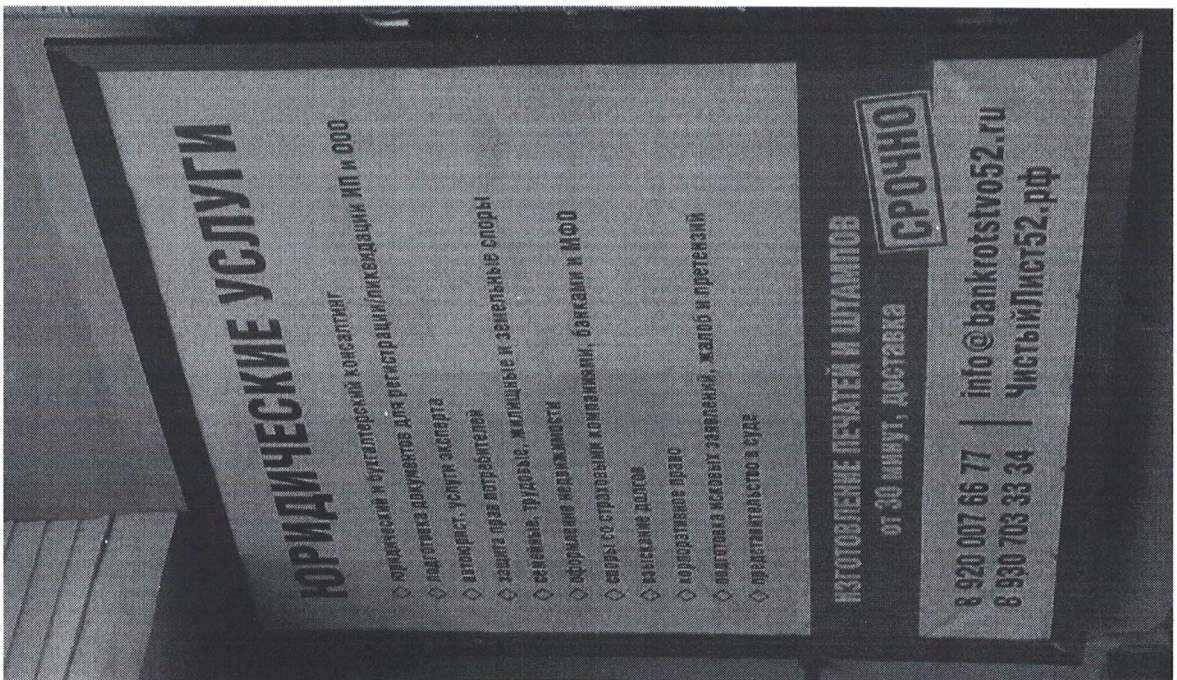 ЮРИДИЧЕСКИЕ УСЛУГИ
◇ юридический и бухгалтерский консалтинг
◇ подготовка документов для регистрации/ликвидации ИП и ООО
◇ автоюрист. услуги эксперта
◇ защита прав потребителей
◇ семейные, трудовые, жилищные и земельные споры
◇ оформление недвижимости
◇ споры со страховыми компаниями, банками и МФО
◇ взыскание долгов
◇ корпоративное право
◇ подготовка исковых заявлений, жалоб и претензий
◇ представительство в суде
ИЗГОТОВЛЕНИЕ ПЕЧАТЕЙ И ШТАМПОВ
от 30 минут, доставка
СРОЧНО
8 920 007 66 77 | info@bankrotstvo52.ru
8 930 703 33 34 | ЧистыйЛист52.рф